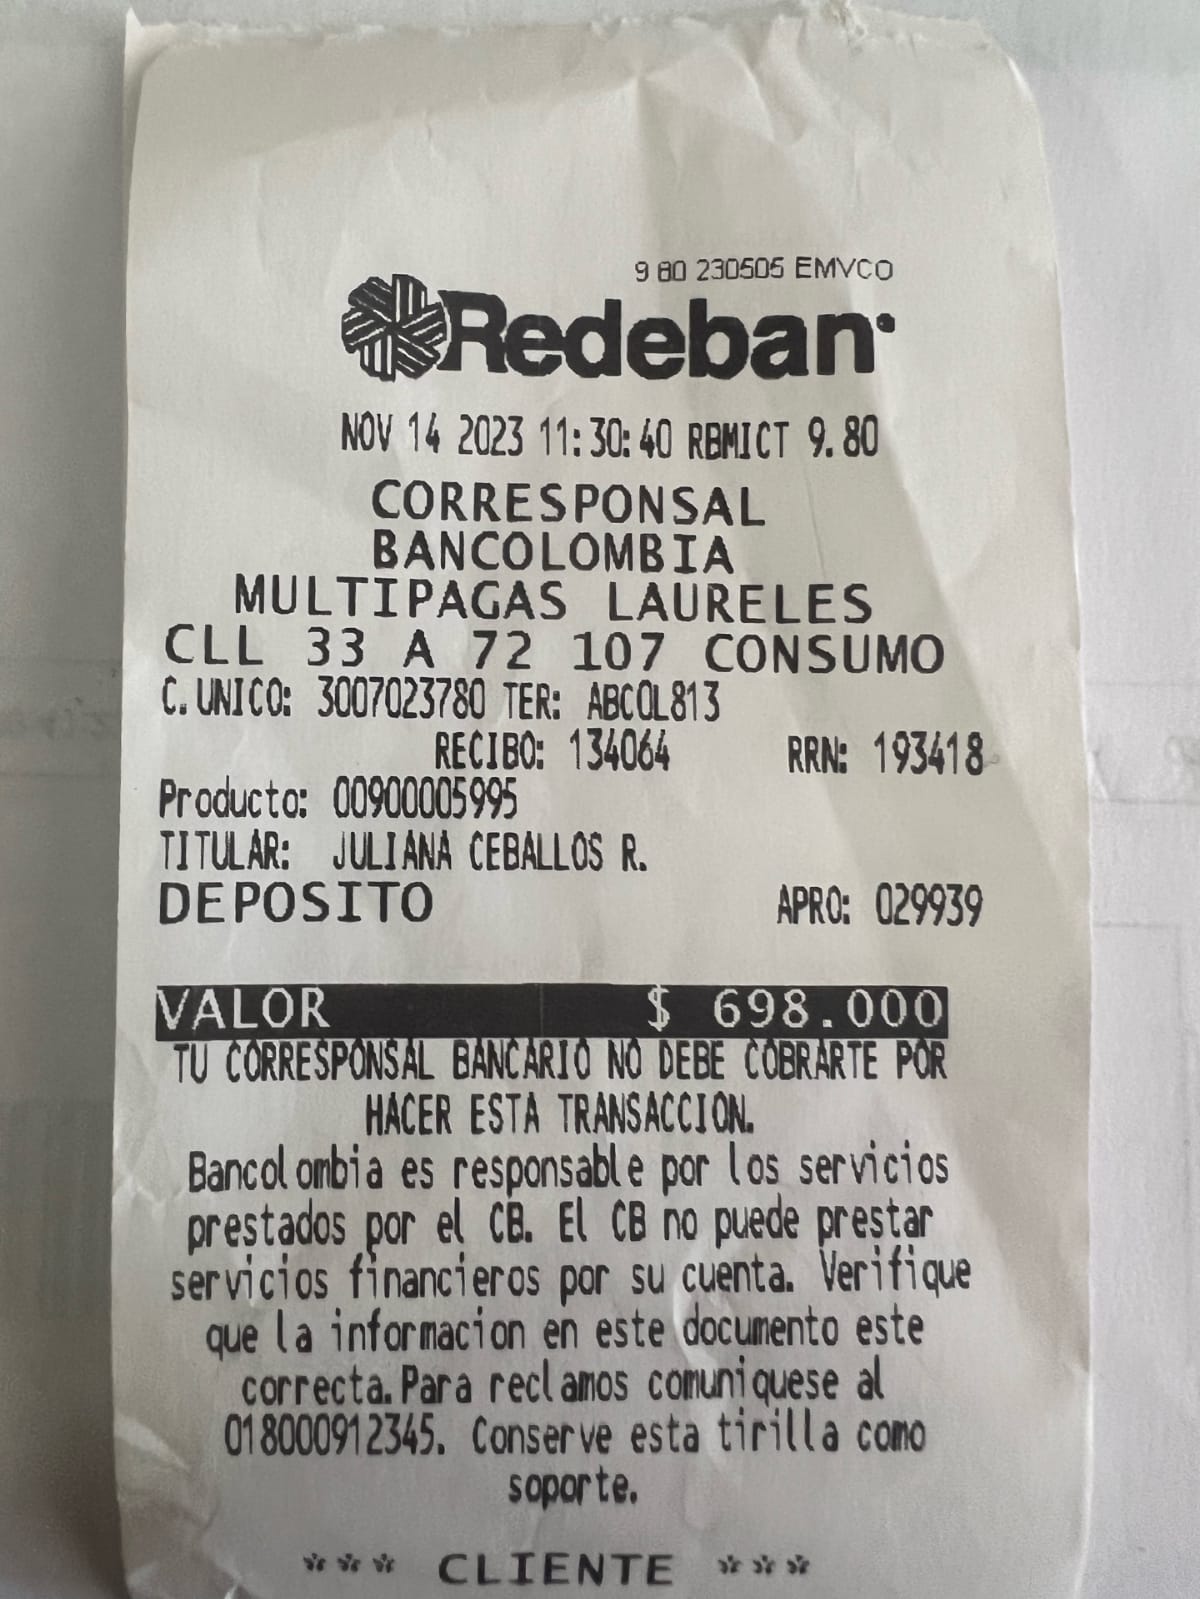 9 80 230505 EMVCO
Redeban
NOV 14 2023 11:30:40 RBMICT 9.80
CORRESPONSAL
BANCOLOMBIA
MULTIPAGAS LAURELES
CLL 33 A 72 107 CONSUMO
C. UNICO: 3007023780 TER: ABCOL813
RECIBO: 134064 RRN: 193418
Producto: 00900005995
TITULAR: JULIANA CEBALLOS R.
DEPOSITO APRO: 029939
VALOR $ 698.000
TU CORRESPONSAL BANCARIO NO DEBE COBRARTE POR
HACER ESTA TRANSACCION.
Bancolombia es responsable por los servicios
prestados por el CB. El CB no puede prestar
servicios financieros por su cuenta. Verifique
que la informacion en este documento este
correcta. Para reclamos comuniquese al
018000912345. Conserve esta tirilla como
soporte.
*** CLIENTE ***